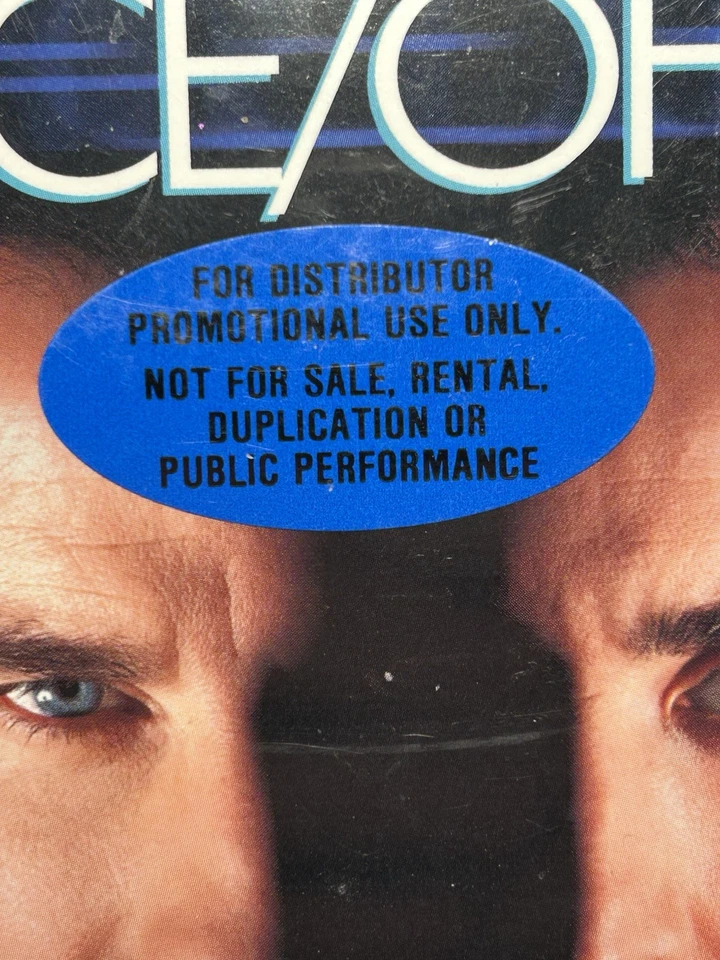 CE/OF
FOR DISTRIBUTOR
PROMOTIONAL USE ONLY.
NOT FOR SALE, RENTAL,
DUPLICATION OR
PUBLIC PERFORMANCE